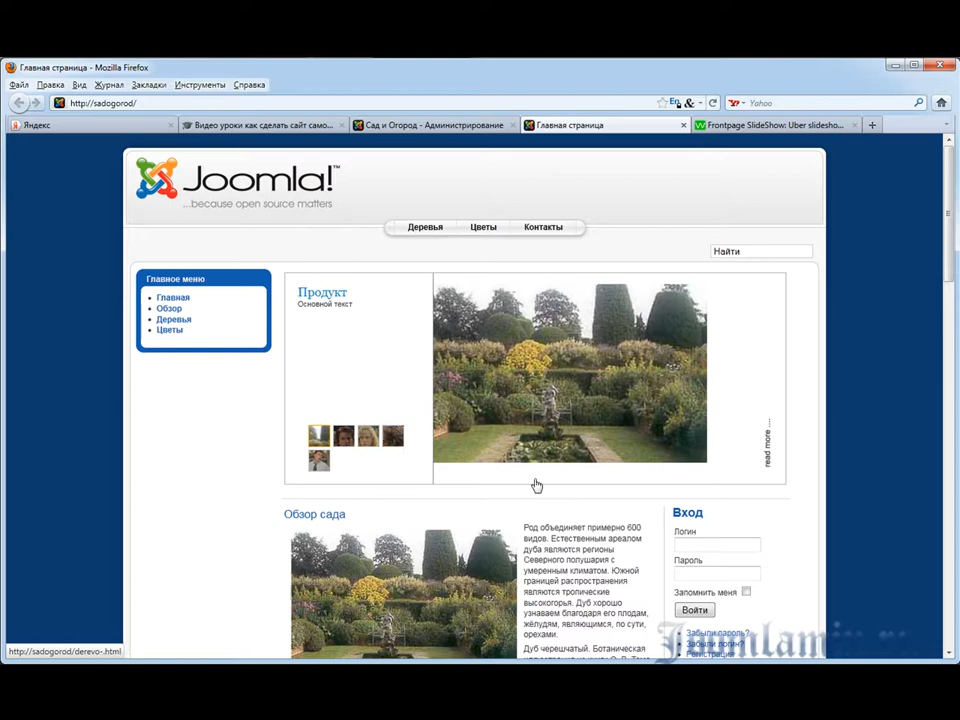 Главная страница - Mozilla Firefox
Файл Правка Вид Журнал Закладки Инструменты Справка
http://sadogorod/
En
&
Yahoo
Яндекс
Видео уроки как сделать сайт само...
Сад и Огород - Администрирование
Главная страница
Frontpage SlideShow: Uber slidesho...
Joomla!™
...because open source matters
Деревья Цветы Контакты
Найти
Главное меню
Главная
Обзор
Деревья
Цветы
Продукт
Основной текст
read more ....
Обзор сада
Род объединяет примерно 600
видов. Естественным ареалом
дуба являются регионы
Северного полушария с
умеренным климатом. Южной
границей распространения
являются тропические
высокогорья. Дуб хорошо
узнаваем благодаря его плодам,
жёлудям, являющимся, по сути,
орехами.
Дуб черешчатый. Ботаническая
Вход
Логин
Пароль
Запомнить меня
Войти
Забыли пароль?
Забыли логин?
Регистрация
http://sadogorod/derevo-.html